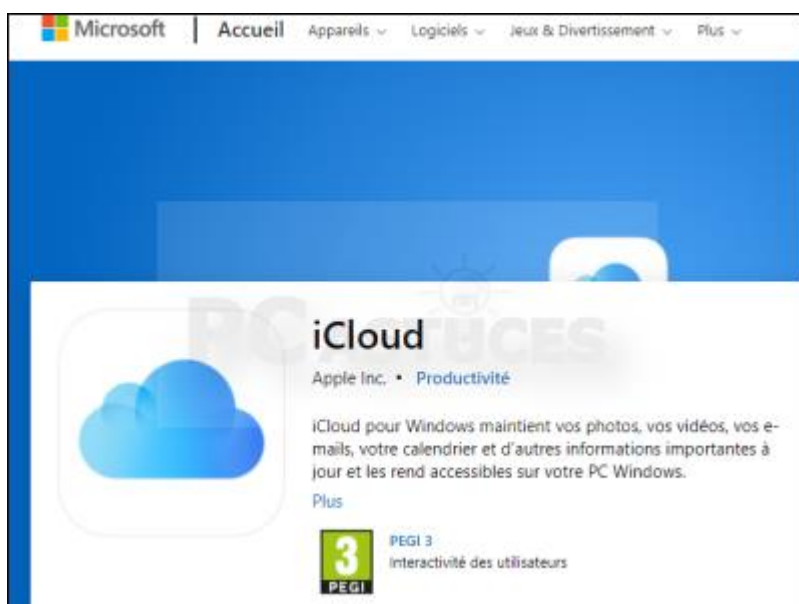 Microsoft | Accueil Appareils Logiciels Jeux & Divertissement Plus
PC ASTUCES
iCloud
Apple Inc. • Productivité
iCloud pour Windows maintient vos photos, vos vidéos, vos e-
mails, votre calendrier et d'autres informations importantes à
jour et les rend accessibles sur votre PC Windows.
Plus
3
PEGI
PEGI 3
Interactivité des utilisateurs